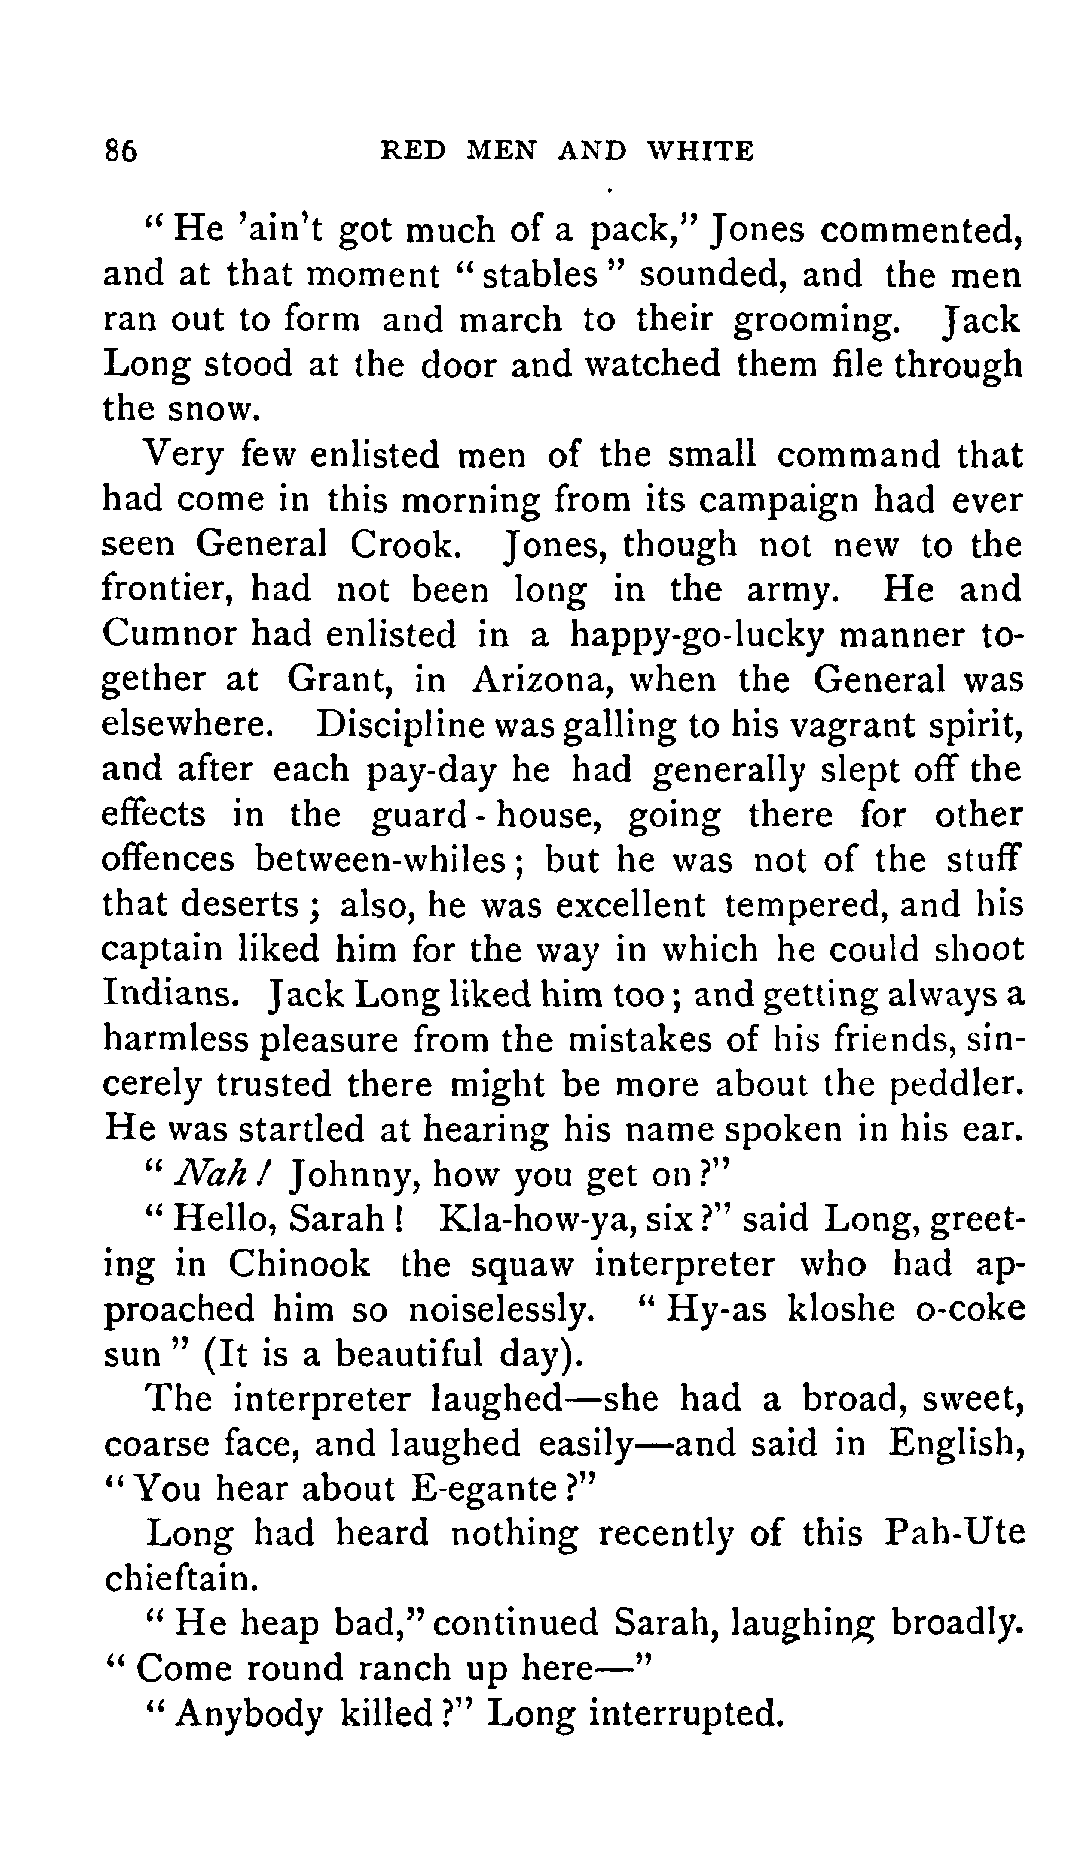 86 RED MEN AND WHITE
" He 'ain't got much of a pack," Jones commented,
and at that moment " stables " sounded, and the men
ran out to form and march to their grooming. Jack
Long stood at the door and watched them file through
the snow.
Very few enlisted men of the small command that
had come in this morning from its campaign had ever
seen General Crook. Jones, though not new to the
frontier, had not been long in the army. He and
Cumnor had enlisted in a happy-go-lucky manner to-
gether at Grant, in Arizona, when the General was
elsewhere. Discipline was galling to his vagrant spirit,
and after each pay-day he had generally slept off the
effects in the guard - house, going there for other
offences between-whiles ; but he was not of the stuff
that deserts ; also, he was excellent tempered, and his
captain liked him for the way in which he could shoot
Indians. Jack Long liked him too ; and getting always a
harmless pleasure from the mistakes of his friends, sin-
cerely trusted there might be more about the peddler.
He was startled at hearing his name spoken in his ear.
" Nah ! Johnny, how you get on ?"
" Hello, Sarah ! Kla-how-ya, six ?" said Long, greet-
ing in Chinook the squaw interpreter who had ap-
proached him so noiselessly. " Hy-as kloshe o-coke
sun " (It is a beautiful day).
The interpreter laughed—she had a broad, sweet,
coarse face, and laughed easily—and said in English,
" You hear about E-egante ?"
Long had heard nothing recently of this Pah-Ute
chieftain.
" He heap bad," continued Sarah, laughing broadly.
" Come round ranch up here—"
" Anybody killed ?" Long interrupted.